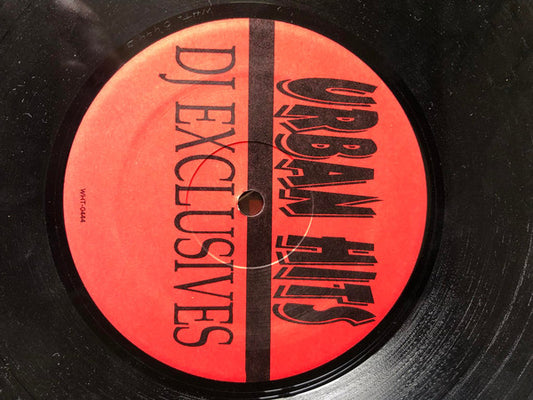 URBAN HITS
DJ EXCLUSIVES
WHT-0444